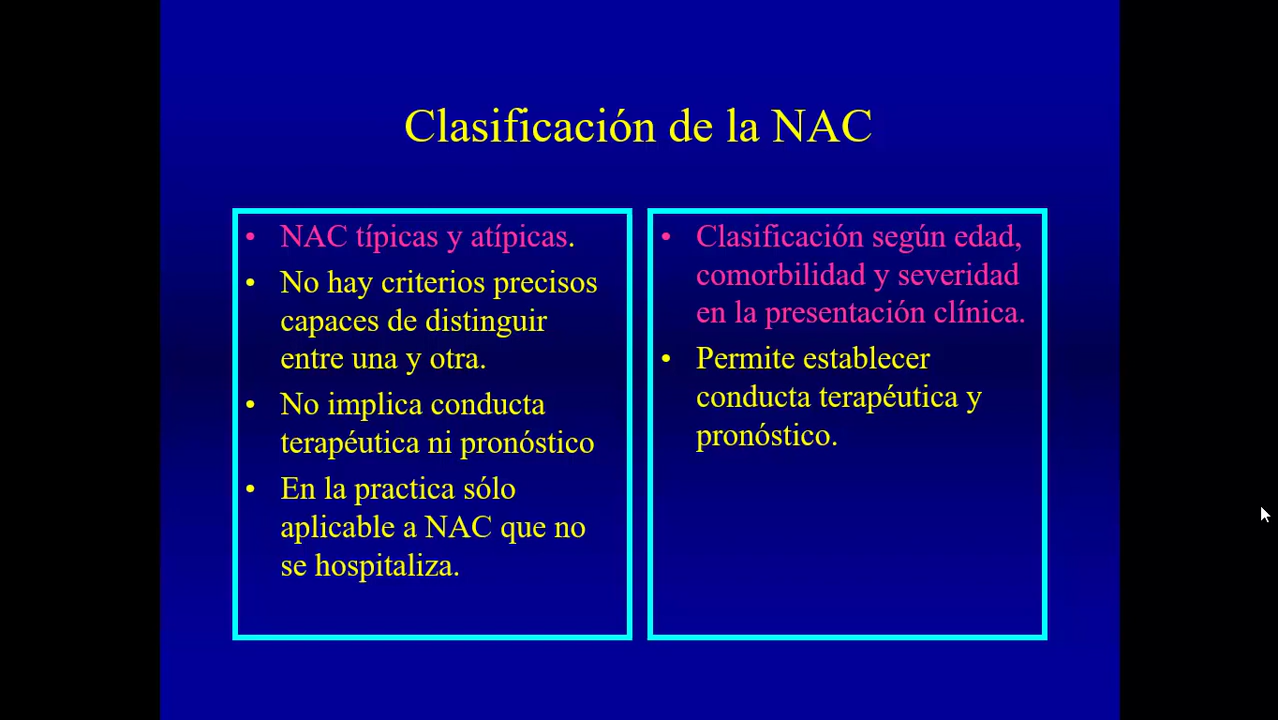 Clasificación de la NAC
• NAC típicas y atípicas.
• No hay criterios precisos
capaces de distinguir
entre una y otra.
• No implica conducta
terapéutica ni pronóstico
• En la practica sólo
aplicable a NAC que no
se hospitaliza.
• Clasificación según edad,
comorbilidad y severidad
en la presentación clínica.
• Permite establecer
conducta terapéutica y
pronóstico.